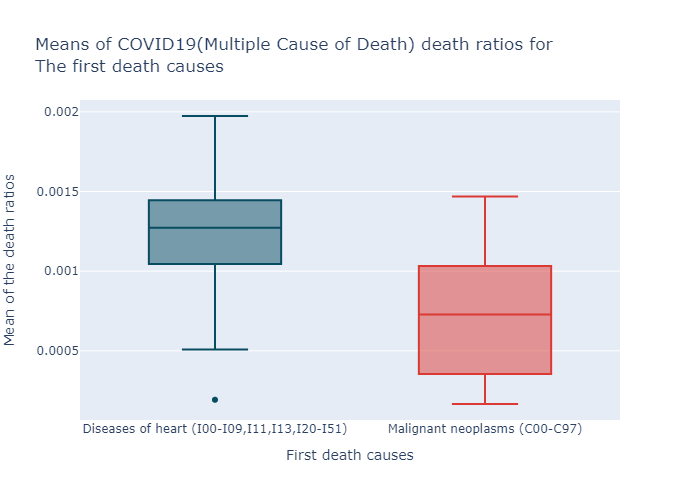 Means of COVID19(Multiple Cause of Death) death ratios for
The first death causes
Mean of the death ratios
0.002
0.0015
0.001
0.0005
Diseases of heart (I00-I09,I11,I13,I20-I51)
Malignant neoplasms (C00-C97)
First death causes